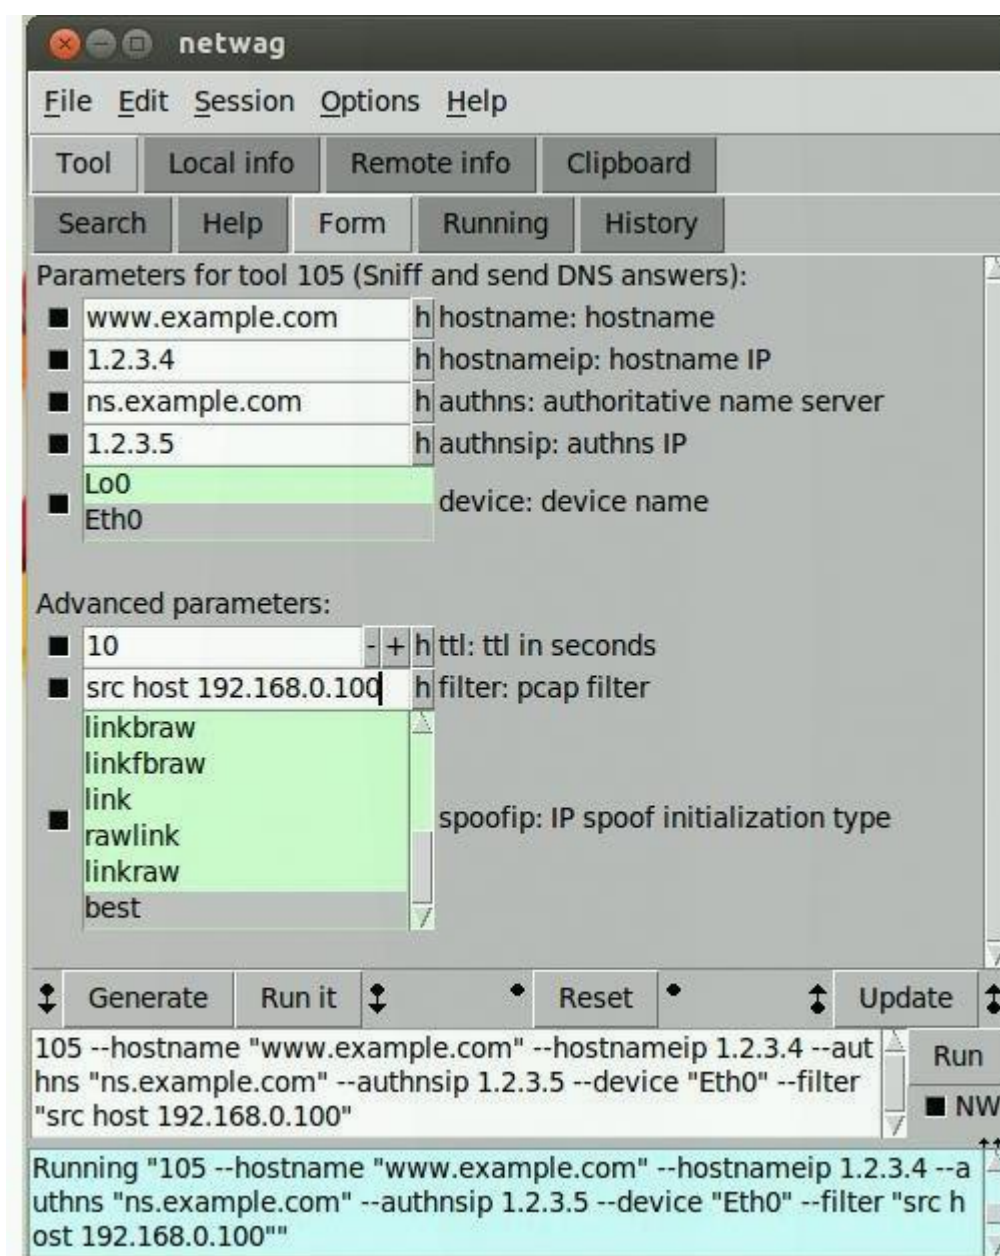 netwag
File Edit Session Options Help
Tool Local info Remote info Clipboard
Search Help Form Running History
Parameters for tool 105 (Sniff and send DNS answers):
www.example.com h hostname: hostname
1.2.3.4 h hostnameip: hostname IP
ns.example.com h authns: authoritative name server
1.2.3.5 h authnsip: authns IP
Lo0
Eth0
device: device name
Advanced parameters:
10 - + h ttl: ttl in seconds
src host 192.168.0.100 h filter: pcap filter
linkbraw
linkfbraw
link
rawlink
linkraw
best
spoofip: IP spoof initialization type
Generate Run it Reset Update
105 --hostname "www.example.com" --hostnameip 1.2.3.4 --aut
hns "ns.example.com" --authnsip 1.2.3.5 --device "Eth0" --filter
"src host 192.168.0.100"
Run
NW
Running "105 --hostname "www.example.com" --hostnameip 1.2.3.4 --a
uthns "ns.example.com" --authnsip 1.2.3.5 --device "Eth0" --filter "src h
ost 192.168.0.100""